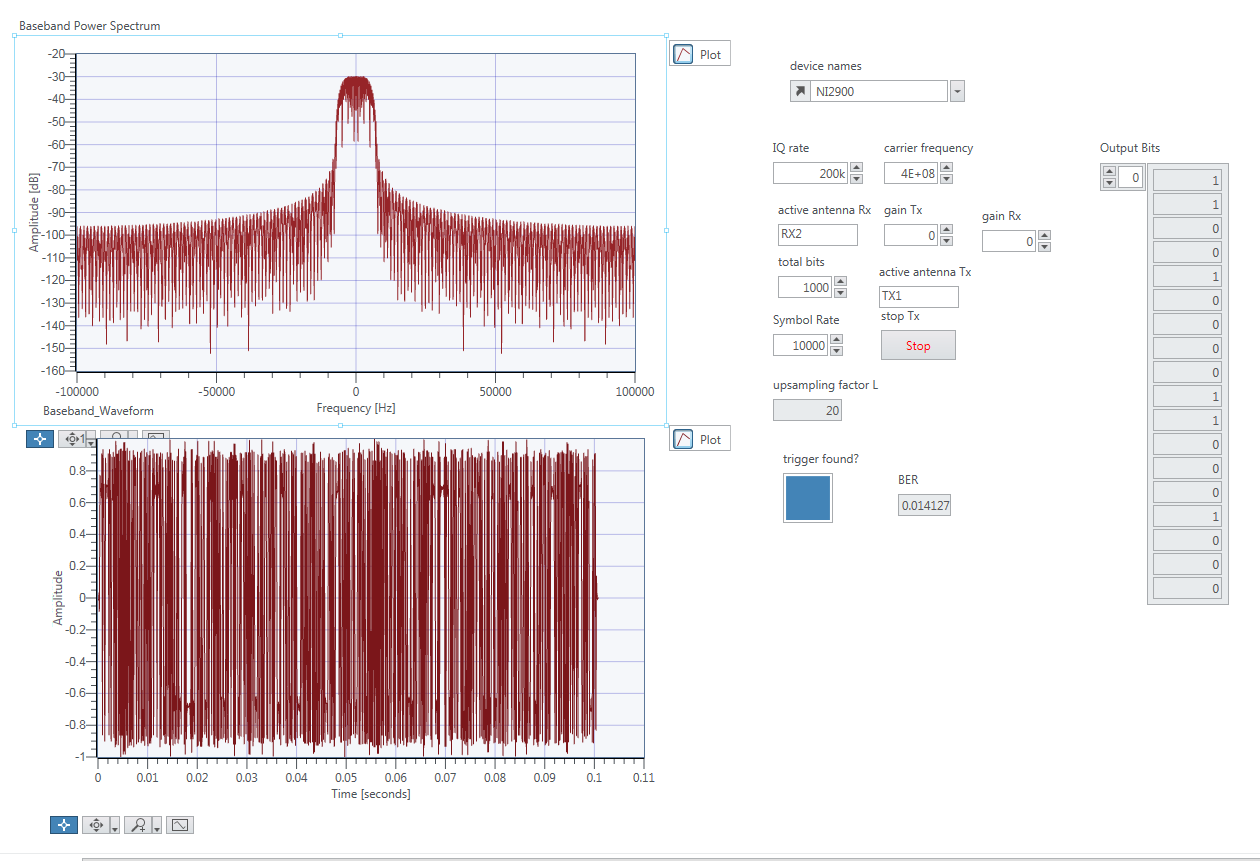 Baseband Power Spectrum
Plot
-20
-30
-40
-50
-60
-70
-80
-90
-100
-110
-120
-130
-140
-150
-160
Amplitude [dB]
-100000 -50000 0 50000 100000
Frequency [Hz]
Baseband_Waveform
Plot
1
0.8
0.6
0.4
0.2
0
-0.2
-0.4
-0.6
-0.8
-1
Amplitude
0 0.01 0.02 0.03 0.04 0.05 0.06 0.07 0.08 0.09 0.1 0.11
Time [seconds]
device names
NI2900
IQ rate
200k
carrier frequency
4E+08
active antenna Rx
RX2
gain Tx
0
gain Rx
0
total bits
1000
active antenna Tx
TX1
Symbol Rate
10000
stop Tx
Stop
upsampling factor L
20
trigger found?
BER
0.014127
Output Bits
0
1
1
0
0
1
0
0
0
0
1
1
0
0
0
1
0
0
0